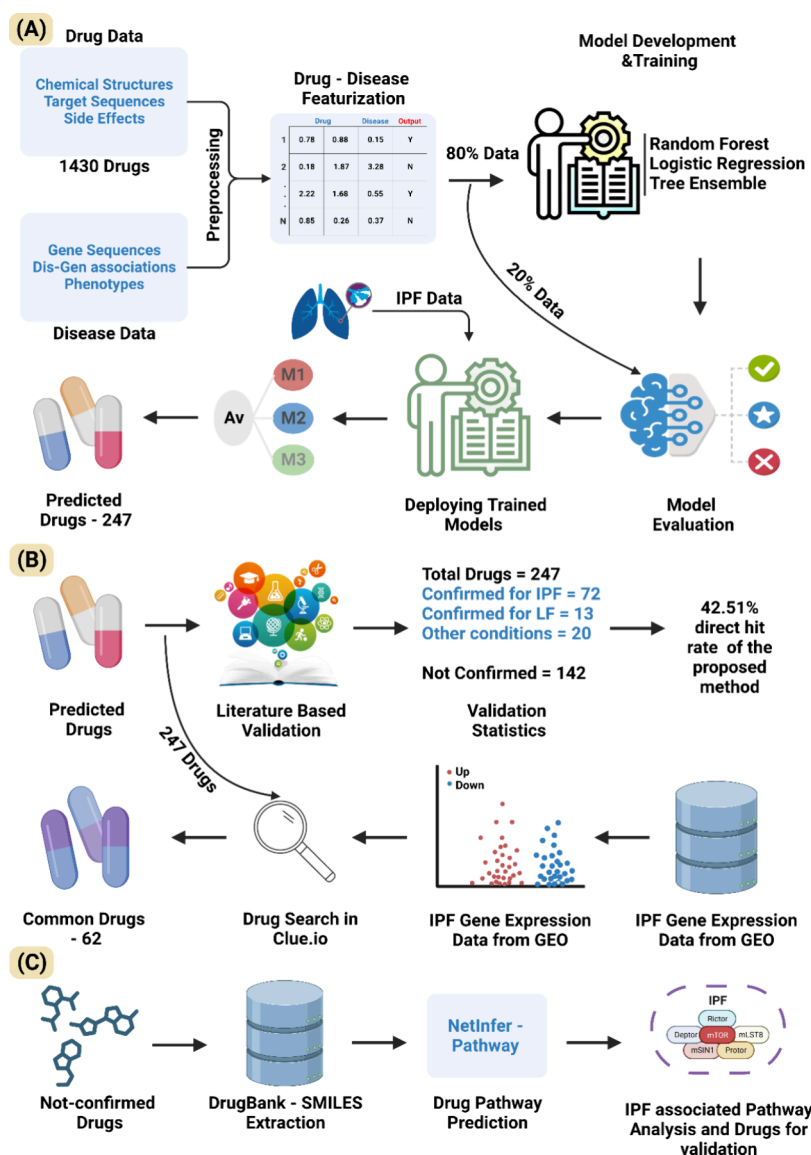 (A)
Drug Data
Chemical Structures
Target Sequences
Side Effects
1430 Drugs
Gene Sequences
Dis-Gen associations
Phenotypes
Disease Data
Preprocessing
Drug - Disease
Featurization
Drug Disease Output
1 0.78 0.88 0.15 Y
2 0.18 1.87 3.28 N
. 2.22 1.68 0.55 Y
.
N 0.85 0.26 0.37 N
80% Data
20% Data
Model Development
&Training
Random Forest
Logistic Regression
Tree Ensemble
Model
Evaluation
IPF Data
Deploying Trained
Models
M1
M2
M3
Av
Predicted
Drugs - 247
(B)
Predicted
Drugs
Literature Based
Validation
Total Drugs = 247
Confirmed for IPF = 72
Confirmed for LF = 13
Other conditions = 20
Not Confirmed = 142
Validation
Statistics
42.51%
direct hit
rate of the
proposed
method
247 Drugs
Common Drugs
- 62
Drug Search in
Clue.io
Up
Down
IPF Gene Expression
Data from GEO
IPF Gene Expression
Data from GEO
(C)
Not-confirmed
Drugs
DrugBank - SMILES
Extraction
NetInfer -
Pathway
Drug Pathway
Prediction
IPF
Rictor
Deptor mTOR mLST8
mSIN1 Protor
IPF associated Pathway
Analysis and Drugs for
validation